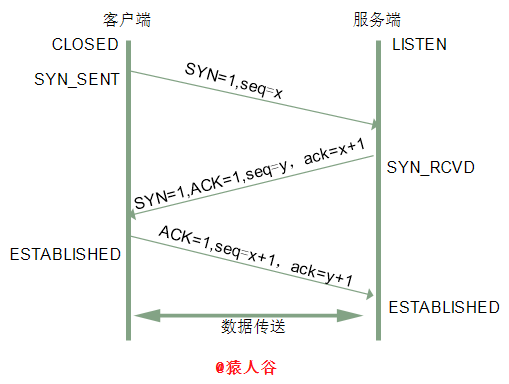 客户端
服务端
CLOSED
LISTEN
SYN_SENT
SYN=1,seq=x
SYN=1,ACK=1,seq=y，ack=x+1
SYN_RCVD
ESTABLISHED
ACK=1,seq=x+1，ack=y+1
ESTABLISHED
数据传送
@猿人谷